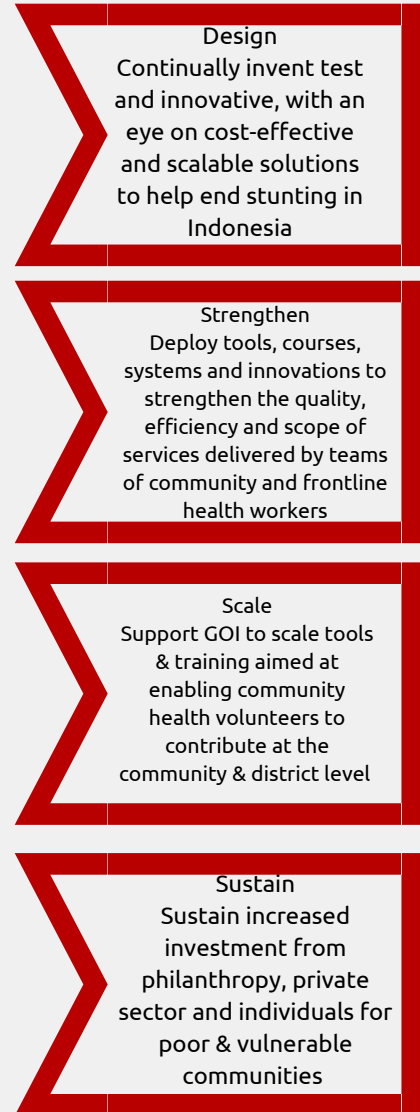 Design
Continually invent test
and innovative, with an
eye on cost-effective
and scalable solutions
to help end stunting in
Indonesia
Strengthen
Deploy tools, courses,
systems and innovations to
strengthen the quality,
efficiency and scope of
services delivered by teams
of community and frontline
health workers
Scale
Support GOI to scale tools
& training aimed at
enabling community
health volunteers to
contribute at the
community & district level
Sustain
Sustain increased
investment from
philanthropy, private
sector and individuals for
poor & vulnerable
communities